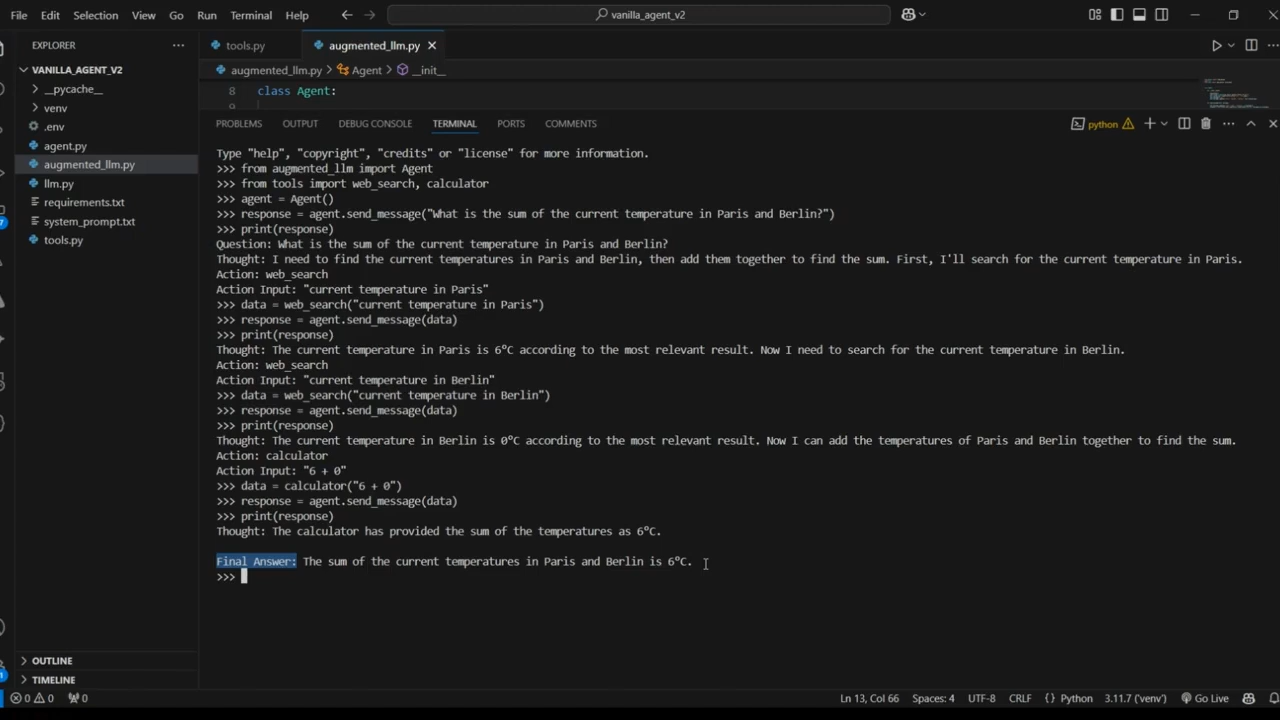 File Edit Selection View Go Run Terminal Help
vanilla_agent_v2
EXPLORER
tools.py
augmented_llm.py
VANILLA_AGENT_V2
augmented_llm.py > Agent > __init__
__pycache__
venv
.env
agent.py
augmented_llm.py
llm.py
requirements.txt
system_prompt.txt
tools.py
8 class Agent:
9
PROBLEMS OUTPUT DEBUG CONSOLE TERMINAL PORTS COMMENTS
python
Type "help", "copyright", "credits" or "license" for more information.
>>> from augmented_llm import Agent
>>> from tools import web_search, calculator
>>> agent = Agent()
>>> response = agent.send_message("What is the sum of the current temperature in Paris and Berlin?")
>>> print(response)
Question: What is the sum of the current temperature in Paris and Berlin?
Thought: I need to find the current temperatures in Paris and Berlin, then add them together to find the sum. First, I'll search for the current temperature in Paris.
Action: web_search
Action Input: "current temperature in Paris"
>>> data = web_search("current temperature in Paris")
>>> response = agent.send_message(data)
>>> print(response)
Thought: The current temperature in Paris is 6°C according to the most relevant result. Now I need to search for the current temperature in Berlin.
Action: web_search
Action Input: "current temperature in Berlin"
>>> data = web_search("current temperature in Berlin")
>>> response = agent.send_message(data)
>>> print(response)
Thought: The current temperature in Berlin is 0°C according to the most relevant result. Now I can add the temperatures of Paris and Berlin together to find the sum.
Action: calculator
Action Input: "6 + 0"
>>> data = calculator("6 + 0")
>>> response = agent.send_message(data)
>>> print(response)
Thought: The calculator has provided the sum of the temperatures as 6°C.
Final Answer: The sum of the current temperatures in Paris and Berlin is 6°C.
>>>
OUTLINE
TIMELINE
0 0 0 Ln 13, Col 66 Spaces: 4 UTF-8 CRLF {} Python 3.11.7 ('venv') Go Live